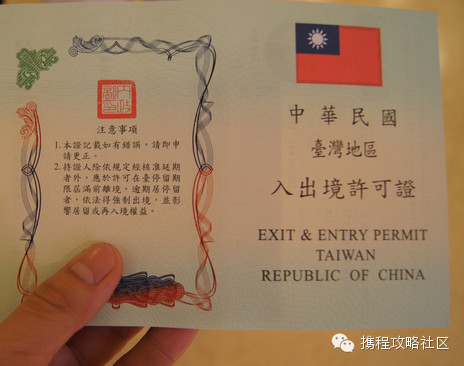 注意事項
1.本證記載如有錯誤，請即申
請更正。
2.持證人除依規定經核准延期
者外，應於許可在臺停留期
限屆滿前離境。逾期居停留
者，依法得強制出境，並影
響居留或再入境權益。
中華民國
臺灣地區
入出境許可證
EXIT & ENTRY PERMIT
TAIWAN
REPUBLIC OF CHINA
携程攻略社区